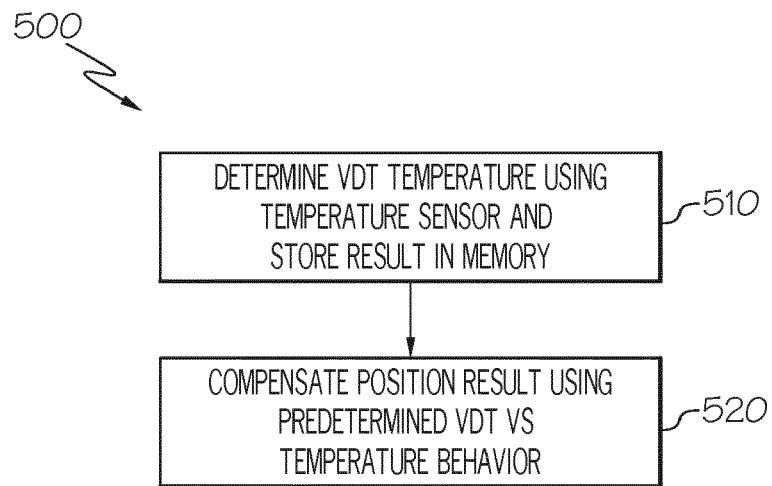 500
DETERMINE VDT TEMPERATURE USING
TEMPERATURE SENSOR AND
STORE RESULT IN MEMORY
510
COMPENSATE POSITION RESULT USING
PREDETERMINED VDT VS
TEMPERATURE BEHAVIOR
520